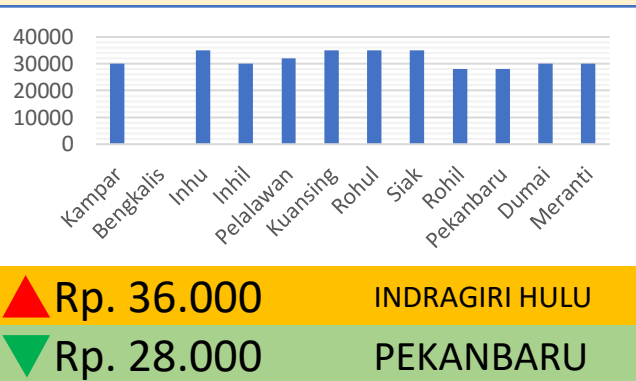 40000
30000
20000
10000
0
Kampar
Bengkalis
Inhu
Inhil
Pelalawan
Kuansing
Rohul
Siak
Rohil
Pekanbaru
Dumai
Meranti
Rp. 36.000 INDRAGIRI HULU
Rp. 28.000 PEKANBARU